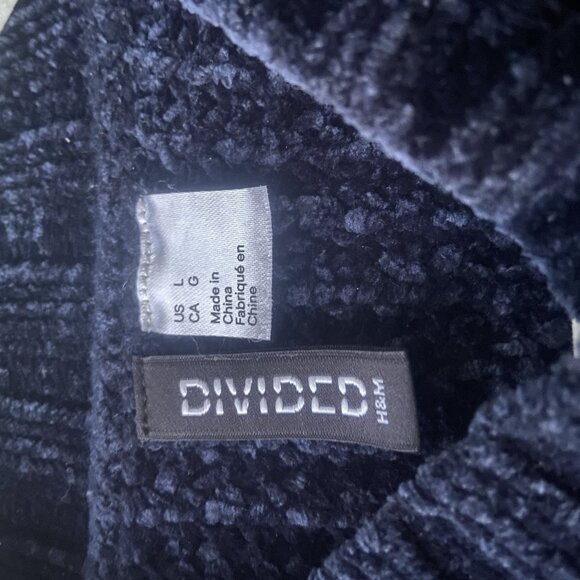 US L
CA G
Made in
China
Fabriqué en
Chine
DIVIDED
H&M